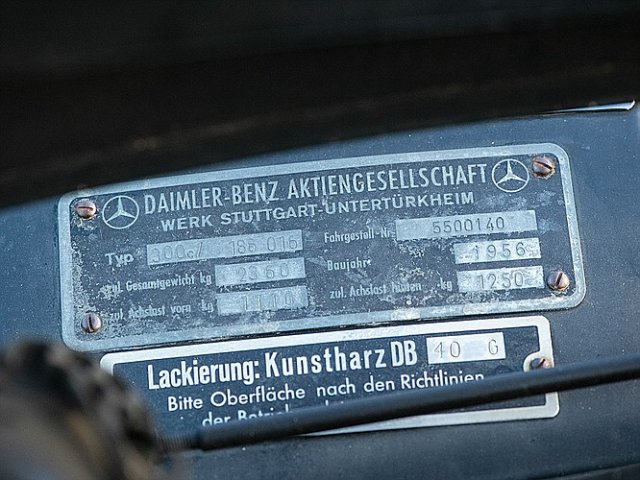 DAIMLER-BENZ AKTIENGESELLSCHAFT
WERK STUTTGART-UNTERTÜRKHEIM
Typ 186 016 Fahrgestell-Nr. 5500140
zul. Gesamtgewicht kg 2360 Baujahr 1956
zul. Achslast vorn kg 1110 zul. Achslast hinten kg 1250
Lackierung: Kunstharz DB 40 G
Bitte Oberfläche nach den Richtlinien
der